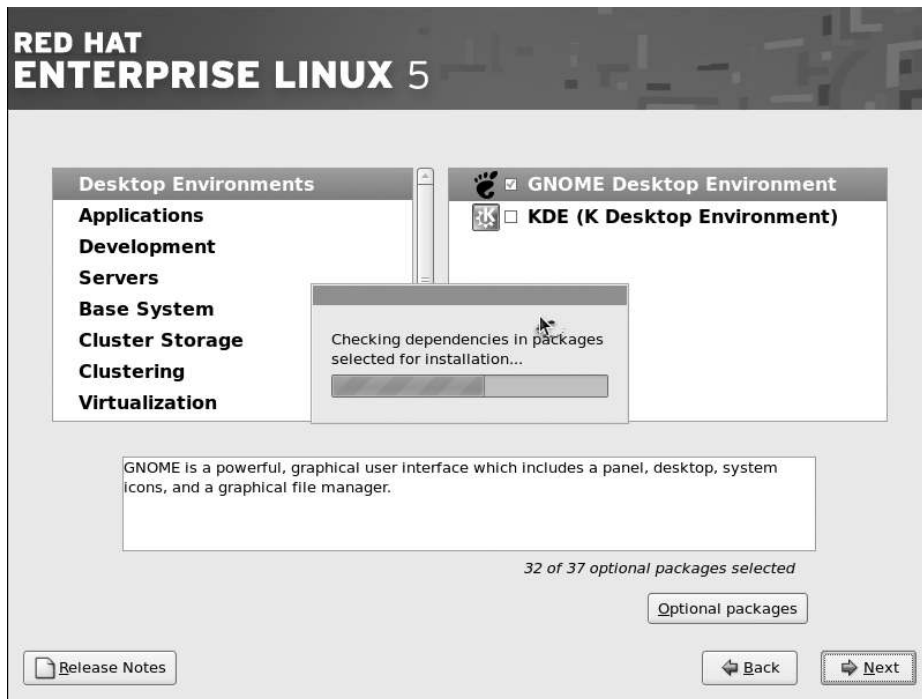 RED HAT
ENTERPRISE LINUX 5
Desktop Environments
Applications
Development
Servers
Base System
Cluster Storage
Clustering
Virtualization
GNOME Desktop Environment
KDE (K Desktop Environment)
Checking dependencies in packages
selected for installation...
GNOME is a powerful, graphical user interface which includes a panel, desktop, system
icons, and a graphical file manager.
32 of 37 optional packages selected
Optional packages
Release Notes
Back
Next